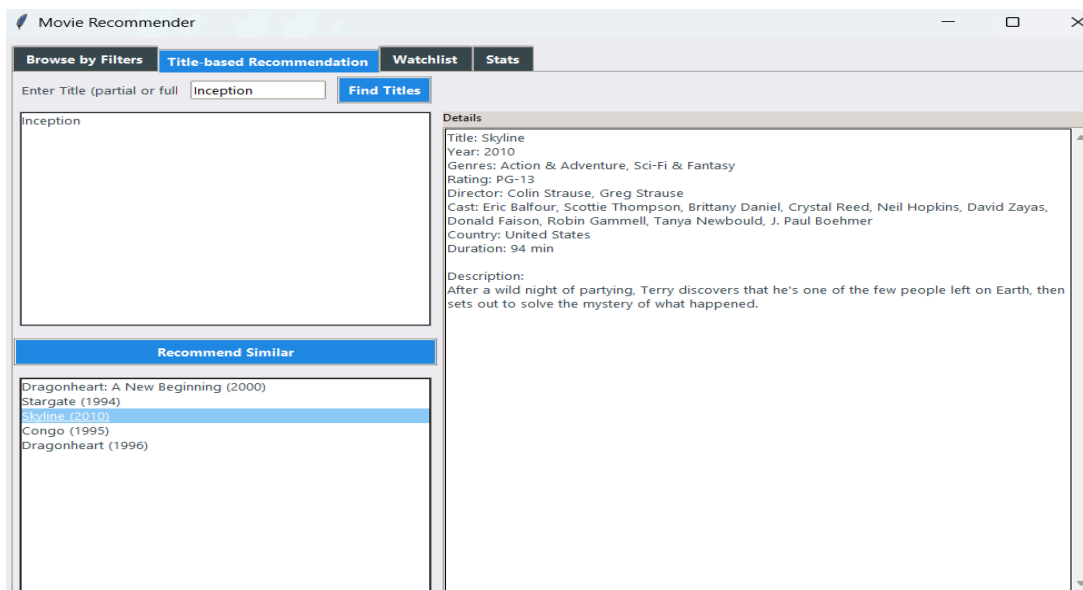 Movie Recommender
Browse by Filters Title-based Recommendation Watchlist Stats
Enter Title (partial or full Inception Find Titles
Inception
Recommend Similar
Dragonheart: A New Beginning (2000)
Stargate (1994)
Skyline (2010)
Congo (1995)
Dragonheart (1996)
Details
Title: Skyline
Year: 2010
Genres: Action & Adventure, Sci-Fi & Fantasy
Rating: PG-13
Director: Colin Strause, Greg Strause
Cast: Eric Balfour, Scottie Thompson, Brittany Daniel, Crystal Reed, Neil Hopkins, David Zayas,
Donald Faison, Robin Gammell, Tanya Newbould, J. Paul Boehmer
Country: United States
Duration: 94 min
Description:
After a wild night of partying, Terry discovers that he's one of the few people left on Earth, then
sets out to solve the mystery of what happened.